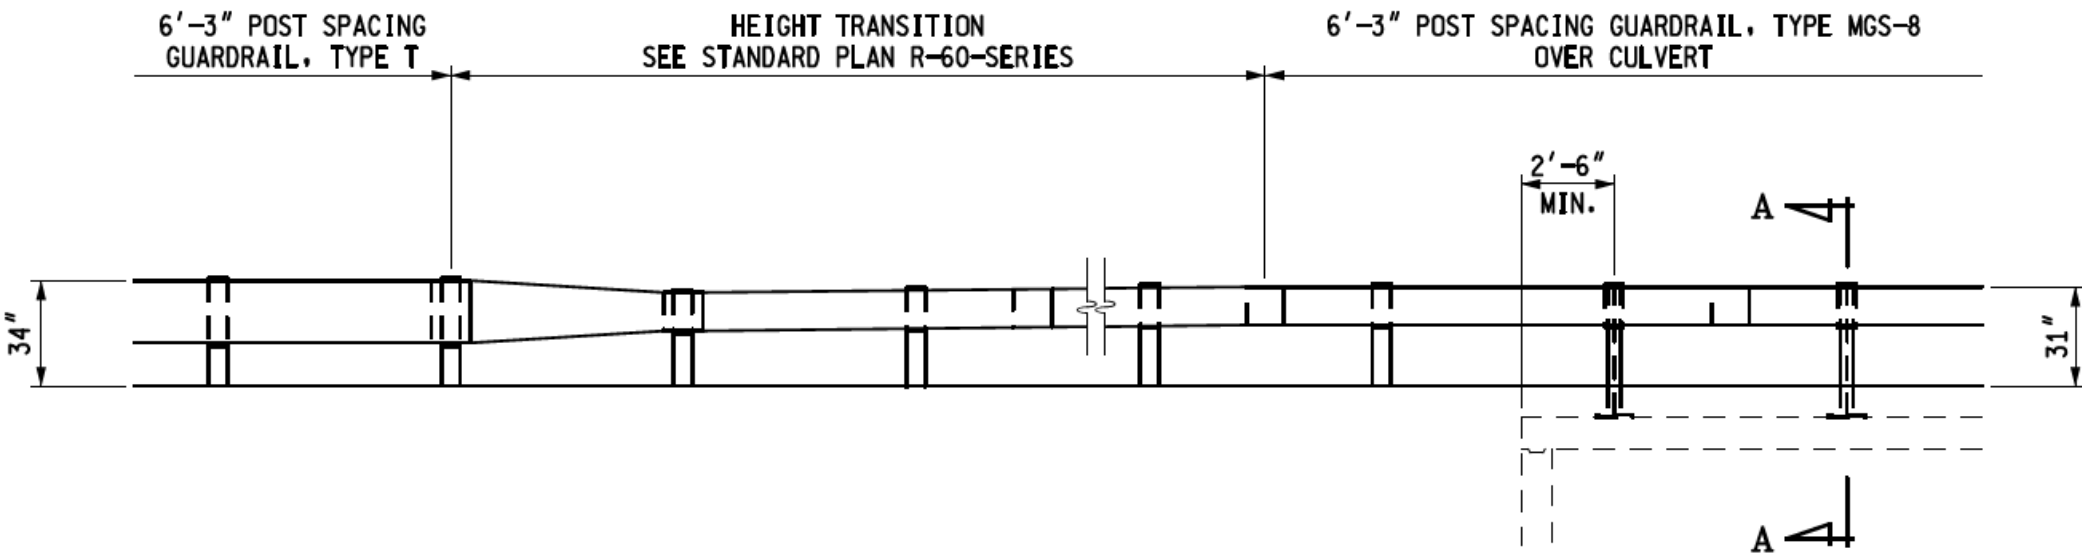 6'-3" POST SPACING
GUARDRAIL, TYPE T
HEIGHT TRANSITION
SEE STANDARD PLAN R-60-SERIES
6'-3" POST SPACING GUARDRAIL, TYPE MGS-8
OVER CULVERT
2'-6"
MIN.
A
34"
31"
A